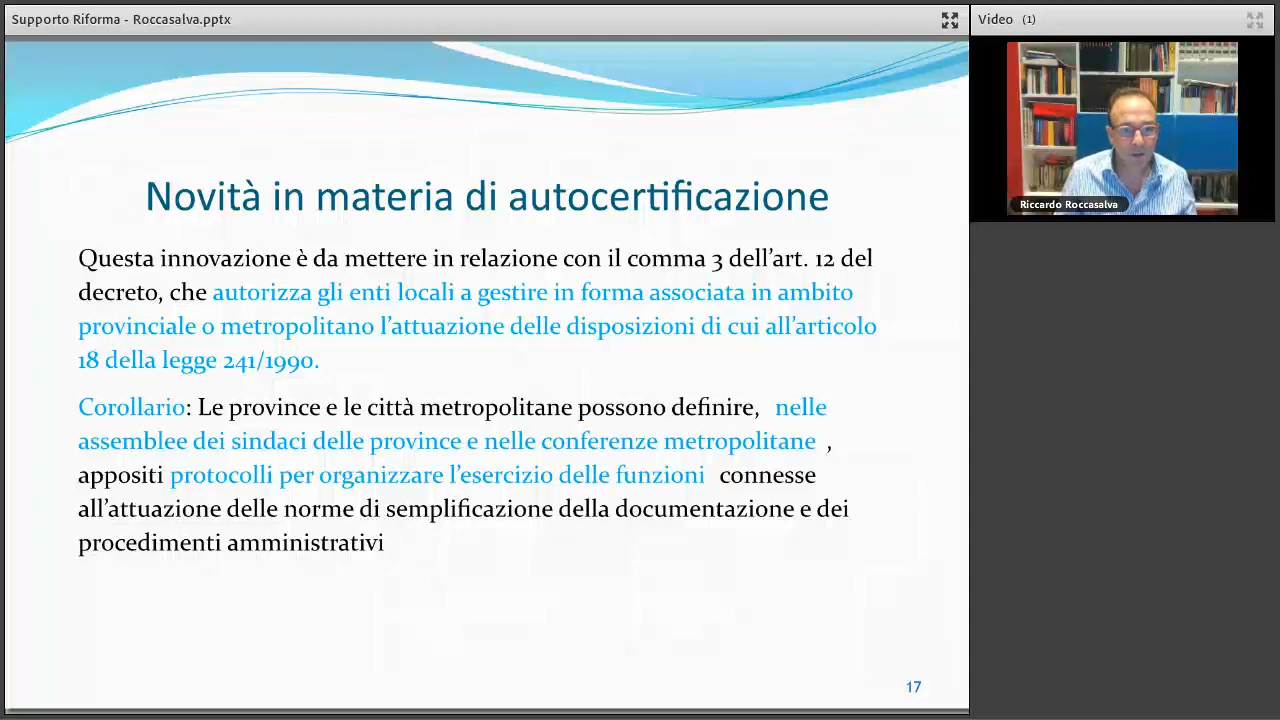 Supporto Riforma - Roccasalva.pptx
Video (1)
Riccardo Roccasalva
Novità in materia di autocertificazione
Questa innovazione è da mettere in relazione con il comma 3 dell’art. 12 del
decreto, che autorizza gli enti locali a gestire in forma associata in ambito
provinciale o metropolitano l’attuazione delle disposizioni di cui all’articolo
18 della legge 241/1990.
Corollario: Le province e le città metropolitane possono definire, nelle
assemblee dei sindaci delle province e nelle conferenze metropolitane ,
appositi protocolli per organizzare l’esercizio delle funzioni connesse
all’attuazione delle norme di semplificazione della documentazione e dei
procedimenti amministrativi
17